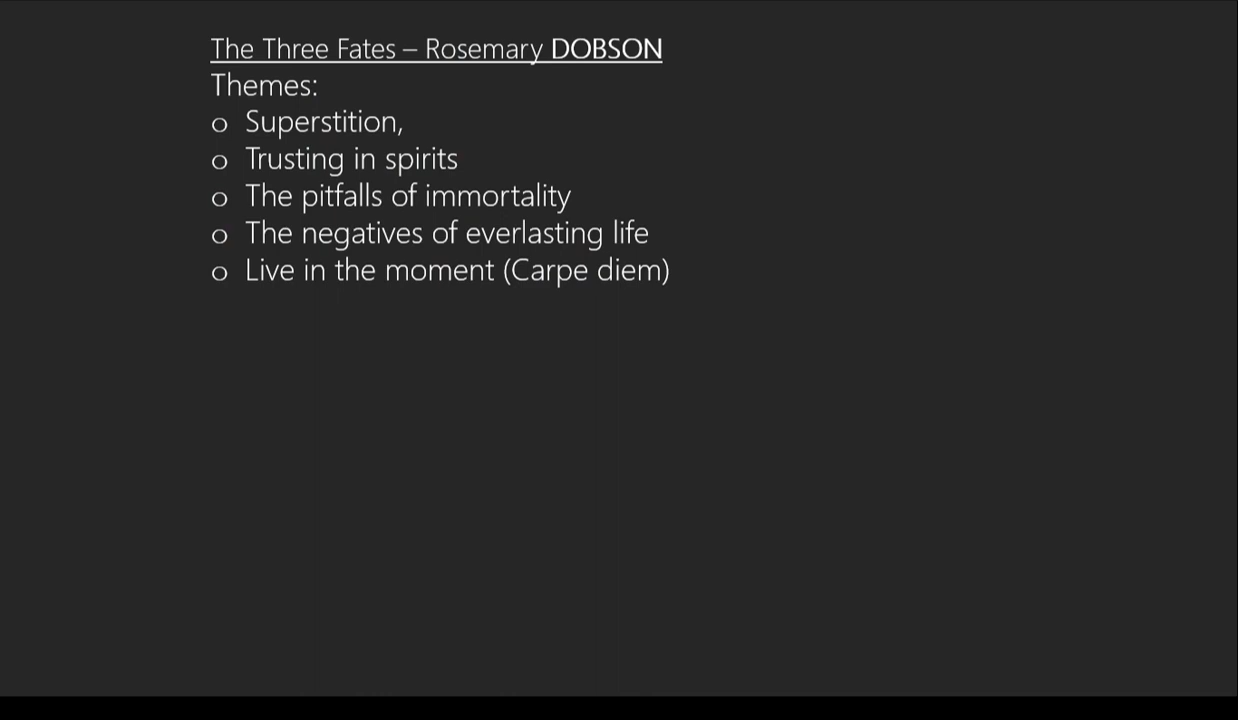 The Three Fates – Rosemary DOBSON
Themes:
o Superstition,
o Trusting in spirits
o The pitfalls of immortality
o The negatives of everlasting life
o Live in the moment (Carpe diem)